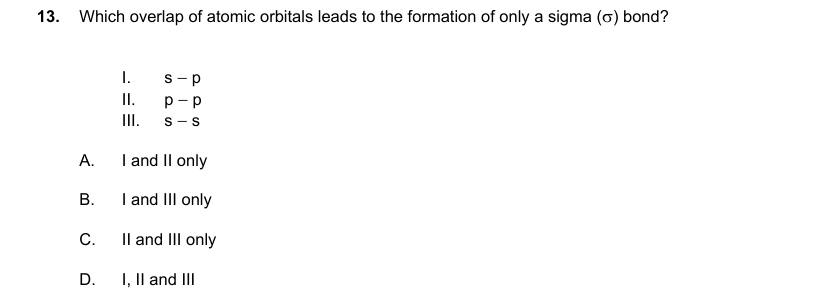 13. Which overlap of atomic orbitals leads to the formation of only a sigma (σ) bond?
I. s – p
II. p – p
III. s – s
A. I and II only
B. I and III only
C. II and III only
D. I, II and III